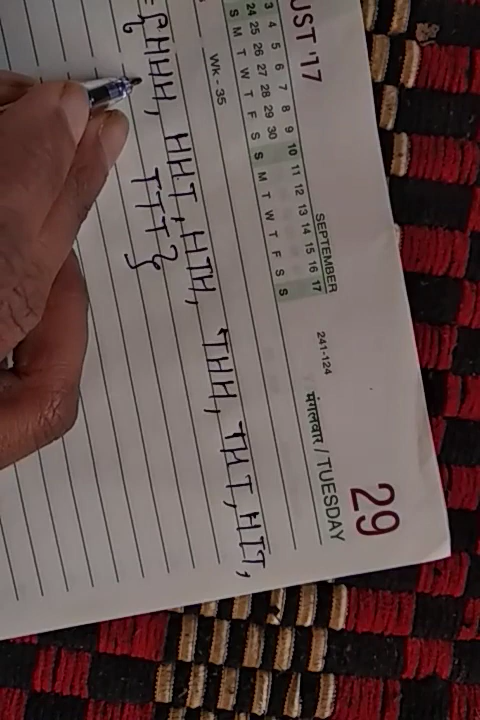 UST '17
SEPTEMBER
3 4 5 6 7 8 9 10 11 12 13 14 15 16 17
24 25 26 27 28 29 30
S M T W T F S S M T W T F S S
241-124
मंगलवार / TUESDAY
29
Wk - 35
= {HHH, HHT, HTH, THH, THT, HTT,
TTT}